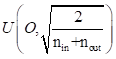 U(O, √(2/(n_in+n_out)))